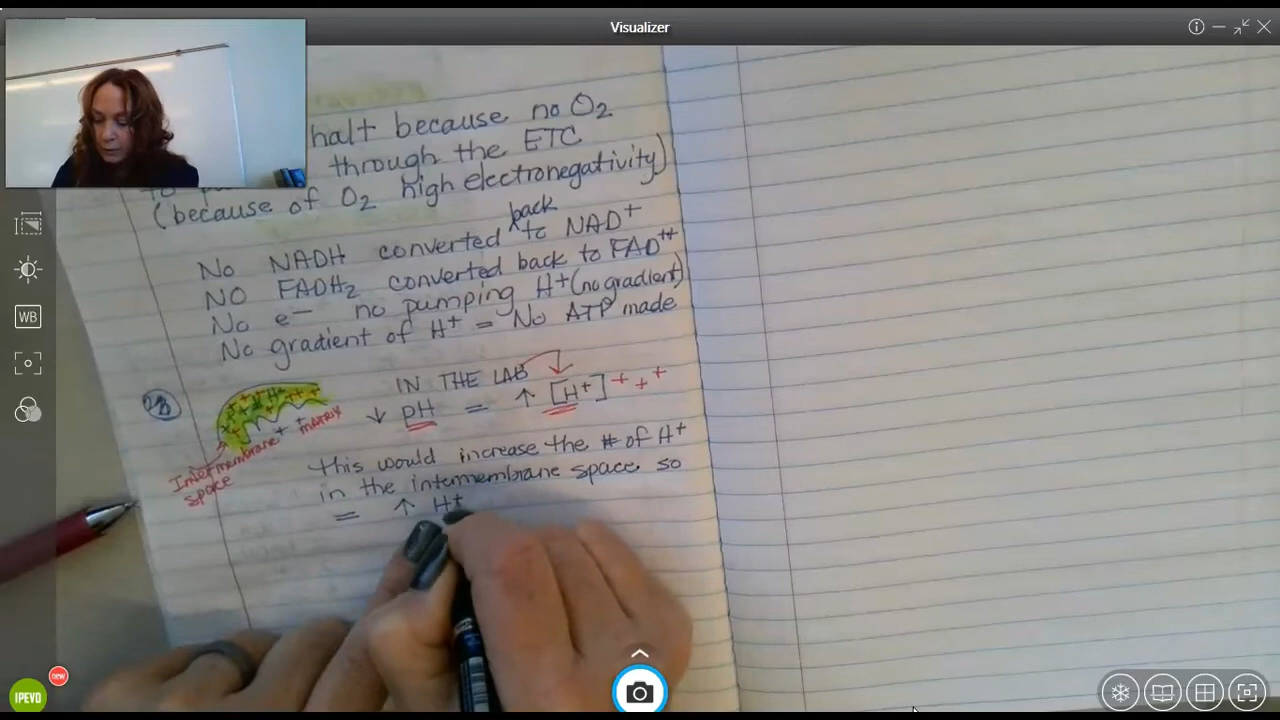 Visualizer
halt because no O2
through the ETC
(because of O2 high electronegativity)
No NADH converted back to NAD+
NO FADH2 converted back to FAD++
No e- no pumping H+ (no gradient)
No gradient of H+ = No ATP made
IN THE LAB
↓ pH = ↑ [H+] + + +
MATRIX
Intermembrane
space
This would increase the # of H+
in the intermembrane space so
= ↑ H+
WB
new
IPEVO